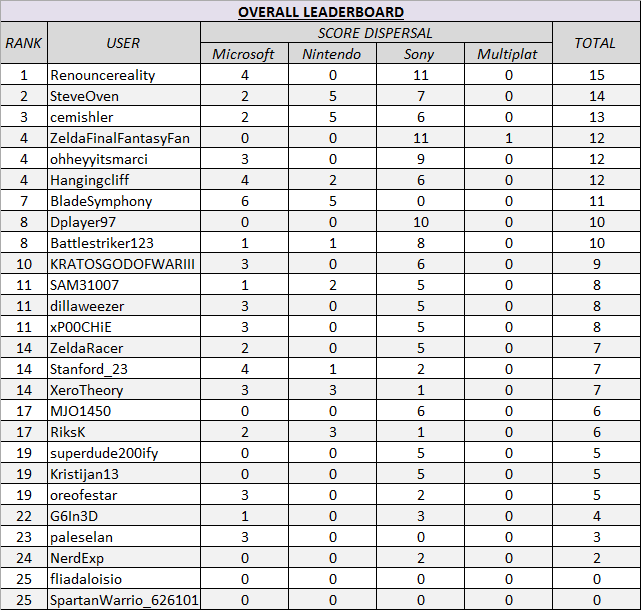 OVERALL LEADERBOARD
RANK USER SCORE DISPERSAL TOTAL
Microsoft Nintendo Sony Multiplat
1 Renouncereality 4 0 11 0 15
2 SteveOven 2 5 7 0 14
3 cemishler 2 5 6 0 13
4 ZeldaFinalFantasyFan 0 0 11 1 12
4 ohheyyitsmarci 3 0 9 0 12
4 Hangingcliff 4 2 6 0 12
7 BladeSymphony 6 5 0 0 11
8 Dplayer97 0 0 10 0 10
8 Battlestriker123 1 1 8 0 10
10 KRATOSGODOFWARIII 3 0 6 0 9
11 SAM31007 1 2 5 0 8
11 dillaweezer 3 0 5 0 8
11 xP00CHiE 3 0 5 0 8
14 ZeldaRacer 2 0 5 0 7
14 Stanford_23 4 1 2 0 7
14 XeroTheory 3 3 1 0 7
17 MJO1450 0 0 6 0 6
17 RiksK 2 3 1 0 6
19 superdude200ify 0 0 5 0 5
19 Kristijan13 0 0 5 0 5
19 oreofestar 3 0 2 0 5
22 G6In3D 1 0 3 0 4
23 paleselan 3 0 0 0 3
24 NerdExp 0 0 2 0 2
25 fliadaloisio 0 0 0 0 0
25 SpartanWarrio_626101 0 0 0 0 0